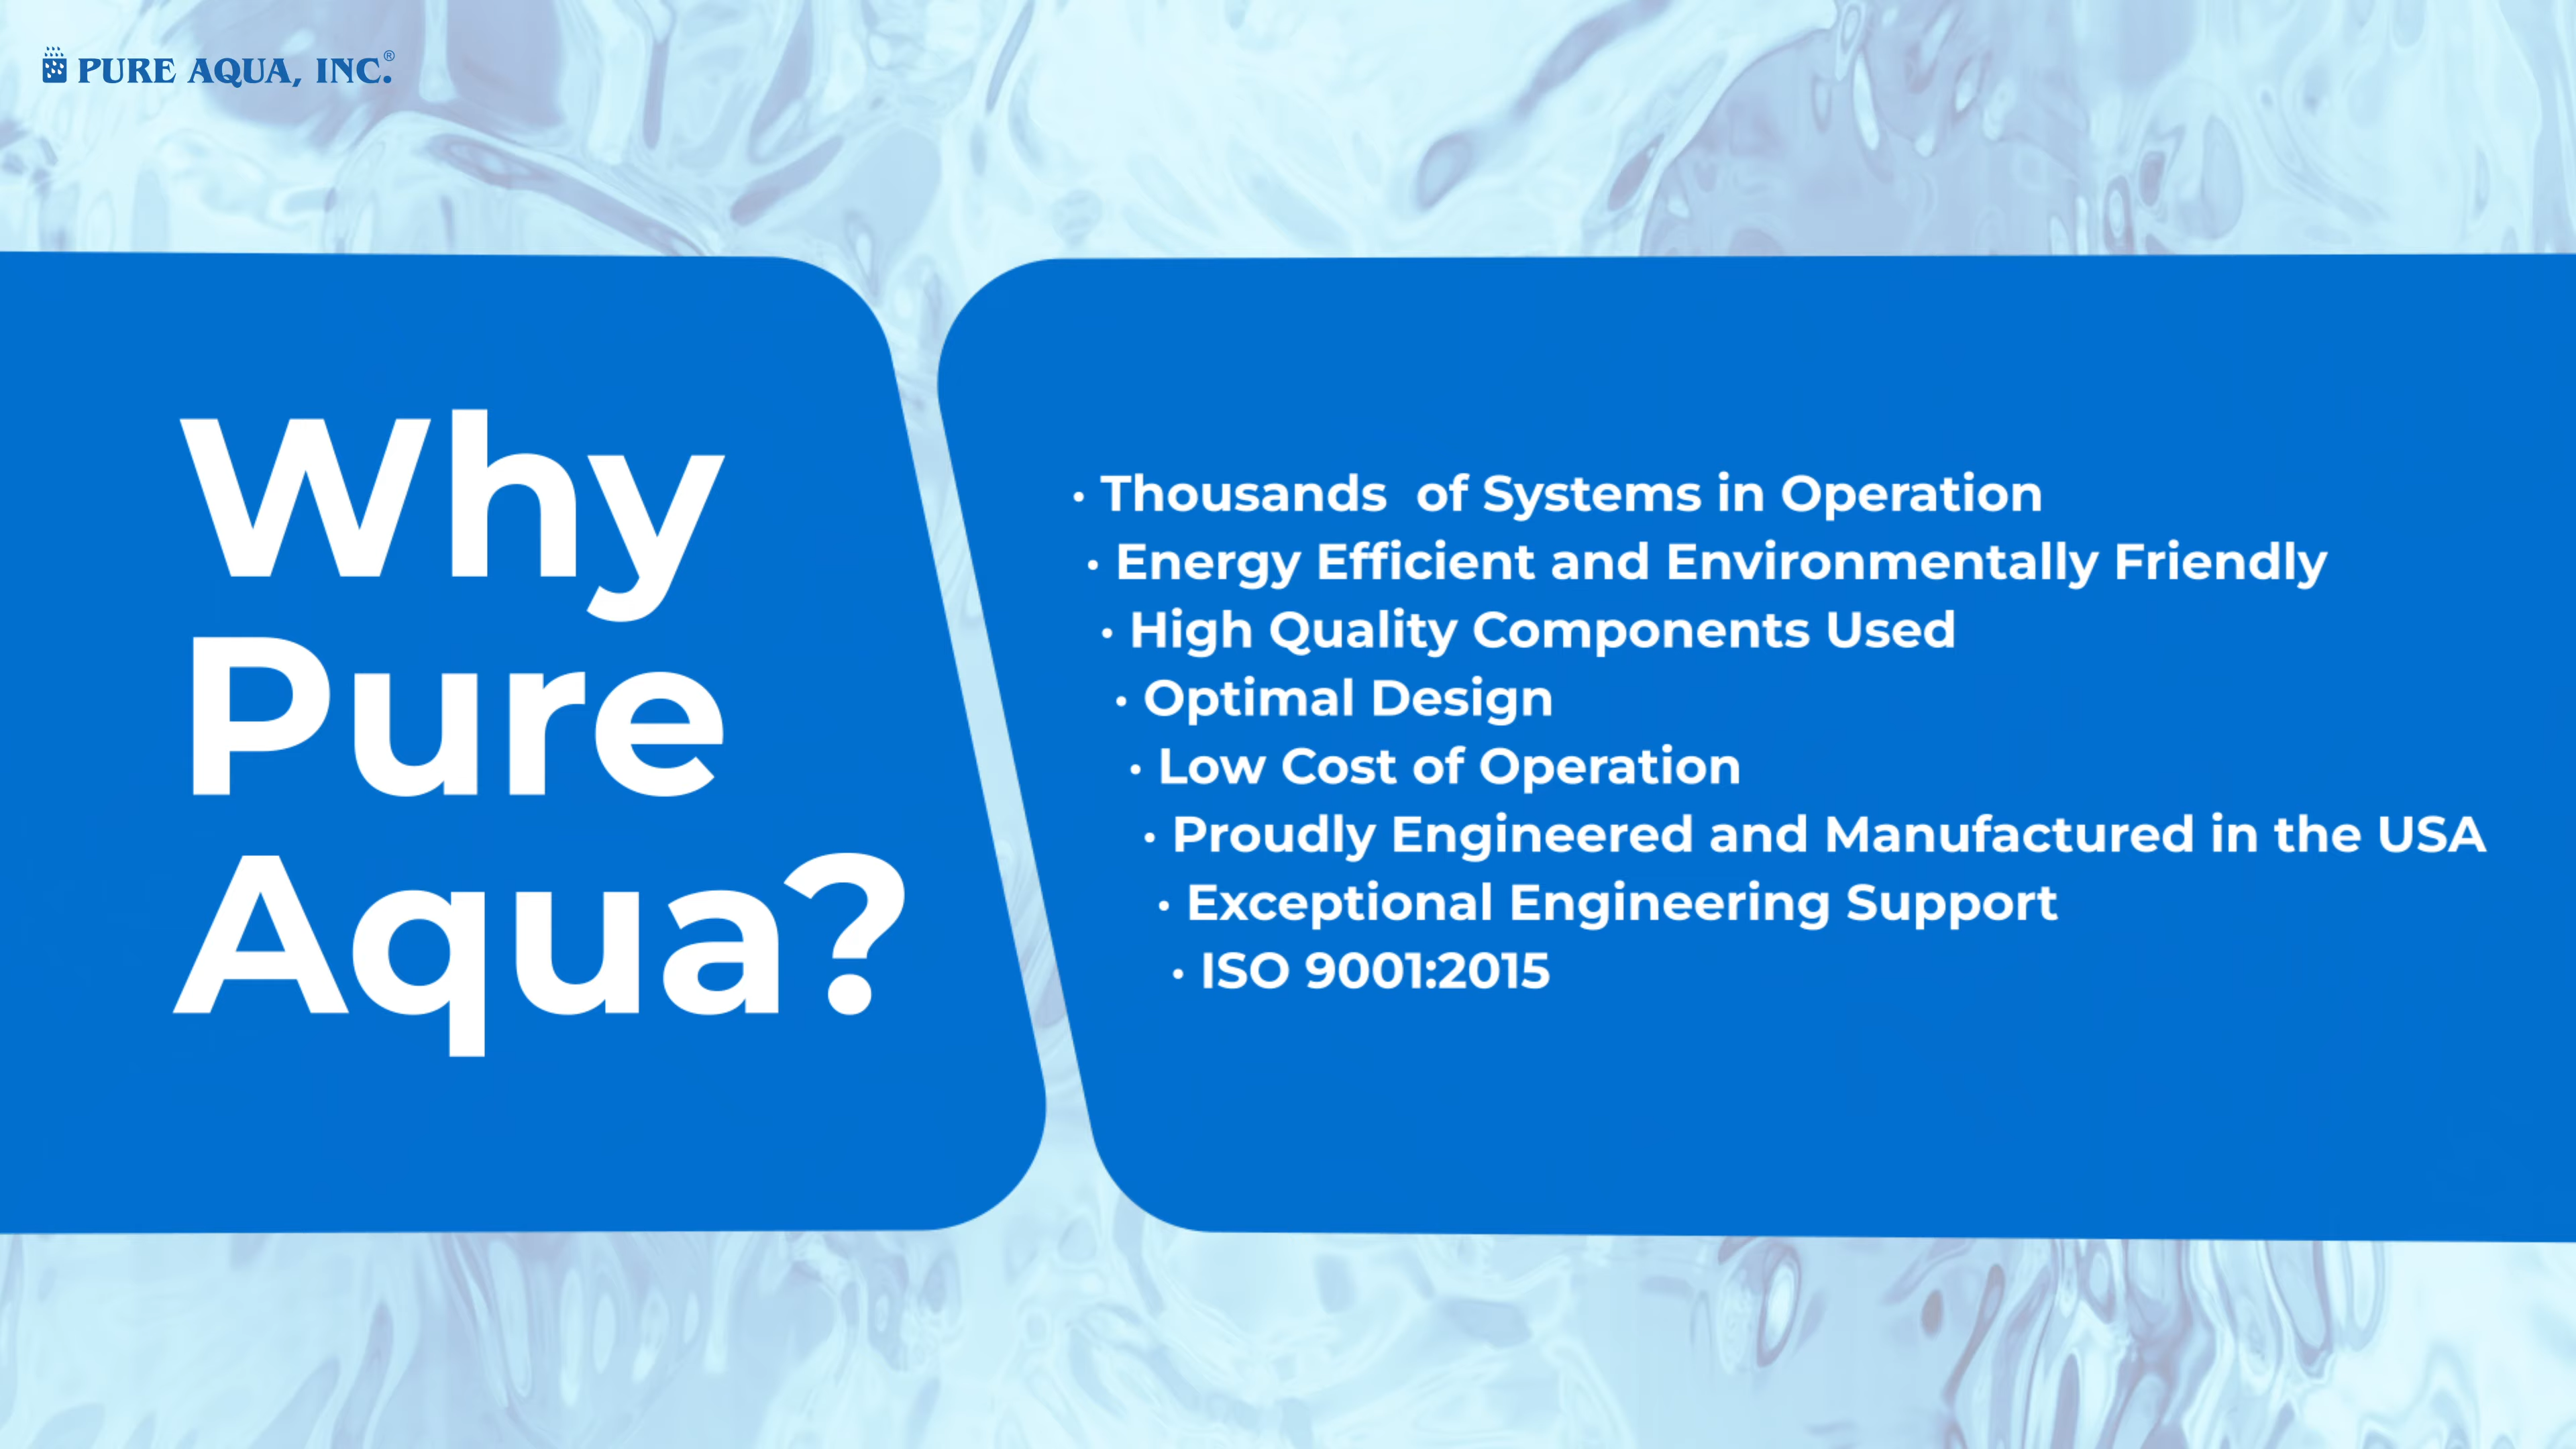 PURE AQUA, INC.®
Why
Pure
Aqua?
• Thousands  of Systems in Operation
• Energy Efficient and Environmentally Friendly
• High Quality Components Used
• Optimal Design
• Low Cost of Operation
• Proudly Engineered and Manufactured in the USA
• Exceptional Engineering Support
• ISO 9001:2015